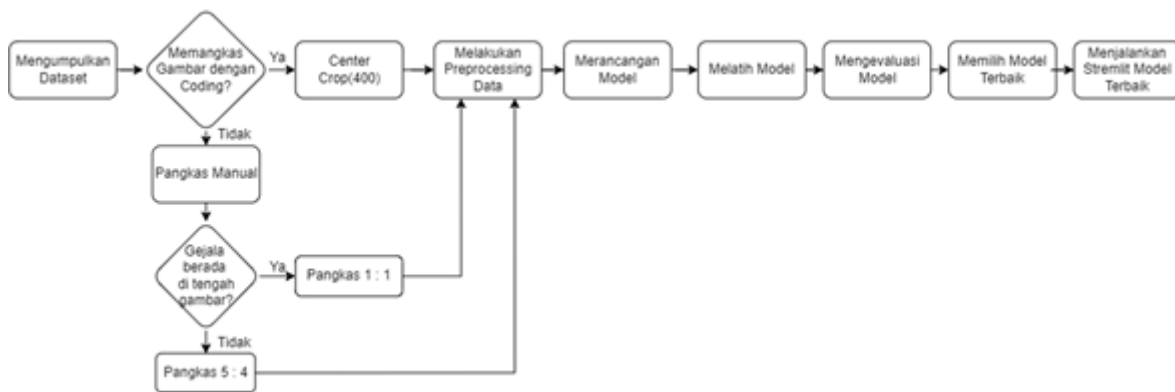 Mengumpulkan
Dataset
Memangkas
Gambar dengan
Coding?
Ya
Center
Crop(400)
Melakukan
Preprocessing
Data
Merancangan
Model
Melatih Model
Mengevaluasi
Model
Memilih Model
Terbaik
Menjalankan
Stremlit Model
Terbaik
Tidak
Pangkas Manual
Gejala
berada
di tengah
gambar?
Ya
Pangkas 1 : 1
Tidak
Pangkas 5 : 4